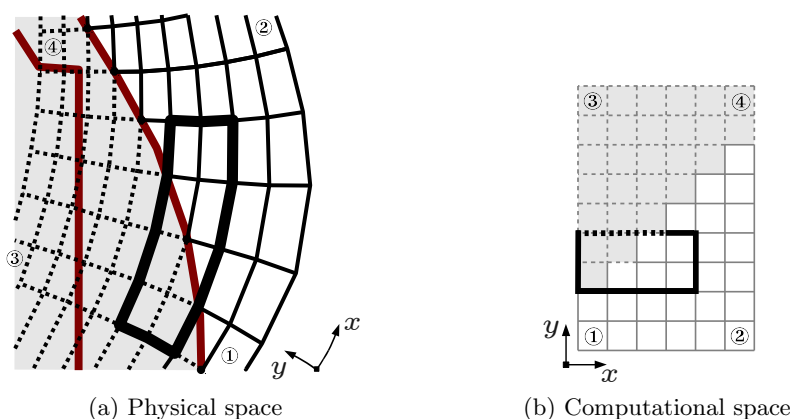 ②
④
③
①
x
y
(a) Physical space
③ ④
① ②
y
x
(b) Computational space